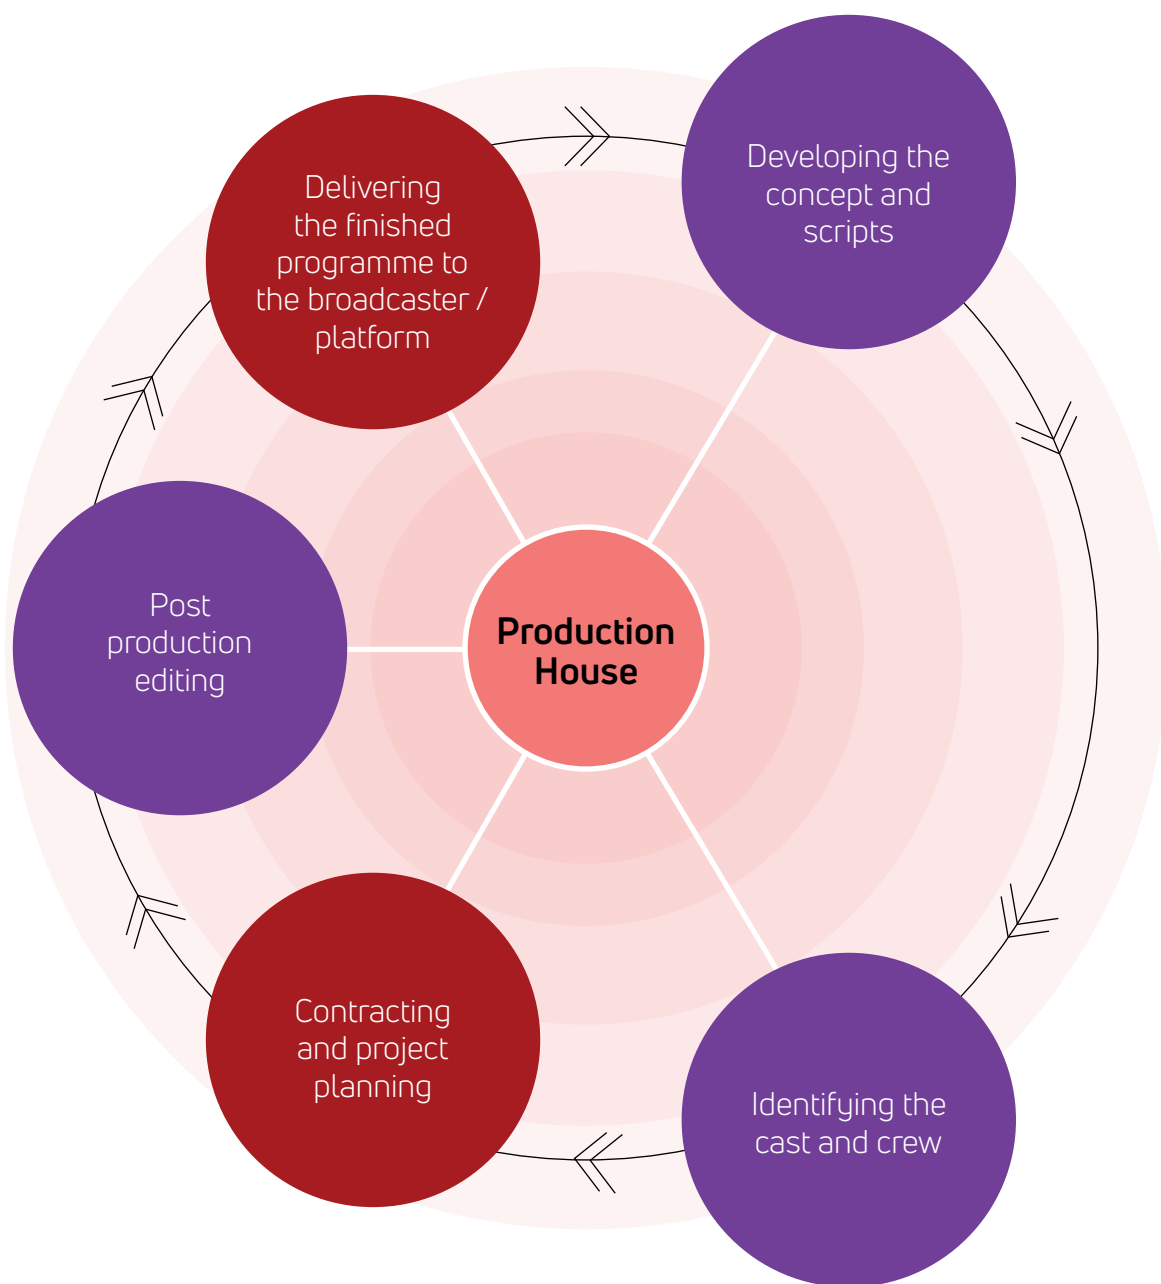 Developing the
concept and
scripts
Delivering
the finished
programme to
the broadcaster /
platform
Post
production
editing
Production
House
Contracting
and project
planning
Identifying the
cast and crew